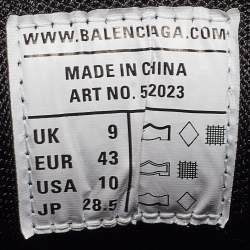 WWW.BALENCIAGA.COM
MADE IN CHINA
ART NO. 52023
UK 9
EUR 43
USA 10
JP 28.5